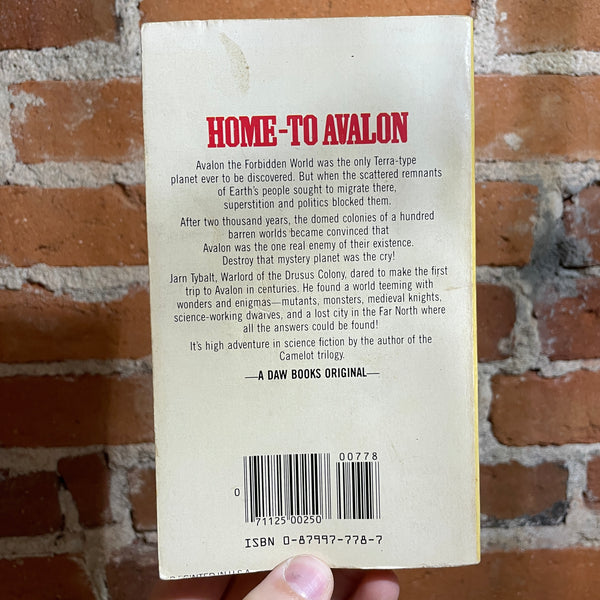 HOME-TO AVALON
Avalon the Forbidden World was the only Terra-type
planet ever to be discovered. But when the scattered remnants
of Earth's people sought to migrate there,
superstition and politics blocked them.
After two thousand years, the domed colonies of a hundred
barren worlds became convinced that
Avalon was the one real enemy of their existence.
Destroy that mystery planet was the cry!
Jarn Tybalt, Warlord of the Drusus Colony, dared to make the first
trip to Avalon in centuries. He found a world teeming with
wonders and enigmas—mutants, monsters, medieval knights,
science-working dwarves, and a lost city in the Far North where
all the answers could be found!
It's high adventure in science fiction by the author of the
Camelot trilogy.
—A DAW BOOKS ORIGINAL—
00778
0
71125 00250
ISBN 0-87997-778-7
IN U.S.A.